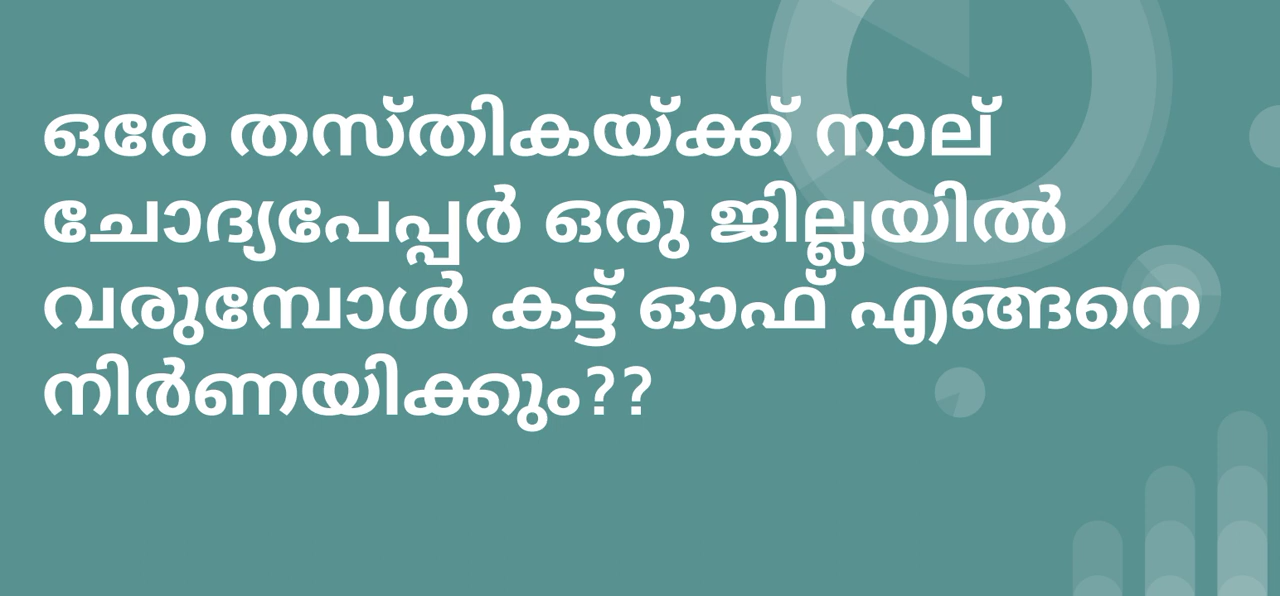 ഒരേ തസ്തികയ്ക്ക് നാല്
ചോദ്യപേപ്പർ ഒരു ജില്ലയിൽ
വരുമ്പോൾ കട്ട് ഓഫ് എങ്ങനെ
നിർണയിക്കും??